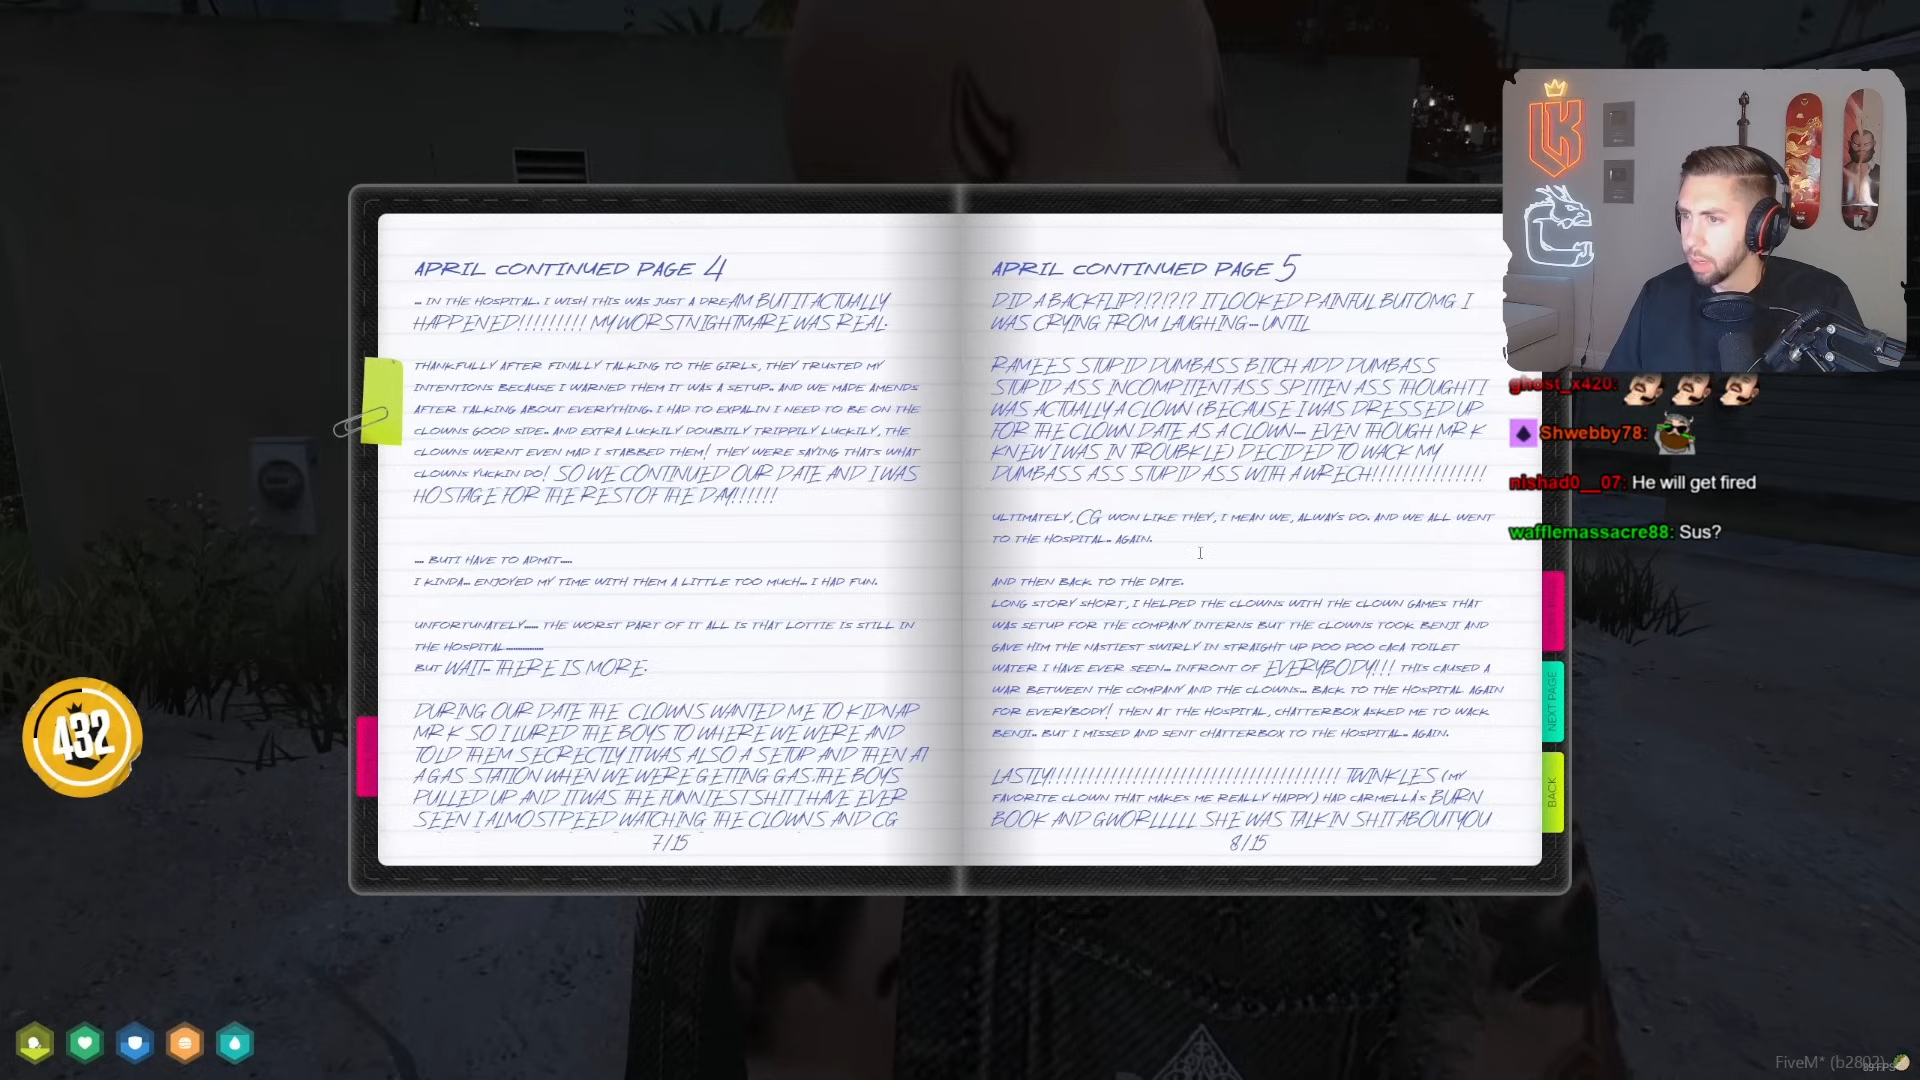 APRIL CONTINUED PAGE 4
... IN THE HOSPITAL. I WISH THIS WAS JUST A DREAM BUT IT ACTUALLY
HAPPENED!!!!!!!!! MY WORST NIGHTMARE WAS REAL.
THANKFULLY AFTER FINALLY TALKING TO THE GIRLS, THEY TRUSTED MY
INTENTIONS BECAUSE I WARNED THEM IT WAS A SETUP.. AND WE MADE AMENDS
AFTER TALKING ABOUT EVERYTHING. I HAD TO EXPALIN I NEED TO BE ON THE
CLOWNS GOOD SIDE.. AND EXTRA LUCKILY DOUBIILY TRIPPILY LUCKILY, THE
CLOWNS WERNT EVEN MAD I STABBED THEM! THEY WERE SAYING THATS WHAT
CLOWNS YUCKIN DO! SO WE CONTINUED OUR DATE AND I WAS
HOSTAGE FOR THE REST OF THE DAY!!!!!!
.... BUT I HAVE TO ADMIT.....
I KINDA... ENJOYED MY TIME WITH THEM A LITTLE TOO MUCH... I HAD FUN.
UNFORTUNATELY...... THE WORST PART OF IT ALL IS THAT LOTTIE IS STILL IN
THE HOSPITAL................
BUT WAIT... THERE IS MORE.
DURING OUR DATE THE CLOWNS WANTED ME TO KIDNAP
MR K SO I LURED THE BOYS TO WHERE WE WERE AND
TOLD THEM SECRECTLY IT WAS ALSO A SETUP AND THEN AT
A GAS STATION WHEN WE WERE GETTING GAS.THE BOYS
PULLED UP AND IT WAS THE FUNNIEST SHIT I HAVE EVER
SEEN I ALMOST PEED WATCHING THE CLOWNS AND CG
7/15
APRIL CONTINUED PAGE 5
DID A BACKFLIP?!?!?!? IT LOOKED PAINFUL BUT OMG I
WAS CRYING FROM LAUGHING... UNTIL
RAMEES STUPID DUMBASS BITCH ADD DUMBASS
STUPID ASS INCOMPITENT ASS SPITTEN ASS THOUGHT I
WAS ACTUALLY A CLOWN (BECAUSE I WAS DRESSED UP
FOR THE CLOWN DATE AS A CLOWN.... EVEN THOUGH MR K
KNEW I WAS IN TROUBKLE) DECIDED TO WACK MY
DUMBASS ASS STUPID ASS WITH A WRECH!!!!!!!!!!!!!!!
ULTIMATELY, CG WON LIKE THEY, I MEAN WE, ALWAYS DO. AND WE ALL WENT
TO THE HOSPITAL.. AGAIN.
AND THEN BACK TO THE DATE.
LONG STORY SHORT, I HELPED THE CLOWNS WITH THE CLOWN GAMES THAT
WAS SETUP FOR THE COMPANY INTERNS BUT THE CLOWNS TOOK BENJI AND
GAVE HIM THE NASTIEST SWIRLY IN STRAIGHT UP POO POO CACA TOILET
WATER I HAVE EVER SEEN... INFRONT OF EVERYBODY!!! THIS CAUSED A
WAR BETWEEN THE COMPANY AND THE CLOWNS... BACK TO THE HOSPITAL AGAIN
FOR EVERYBODY! THEN AT THE HOSPITAL, CHATTERBOX ASKED ME TO WACK
BENJI.. BUT I MISSED AND SENT CHATTERBOX TO THE HOSPITAL.. AGAIN.
LASTLY!!!!!!!!!!!!!!!!!!!!!!!!!!!!!!!!!!!!! TWINKLES (MY
FAVORITE CLOWN THAT MAKES ME REALLY HAPPY) HAD CARMELLA'S BURN
BOOK AND GWORLLLLL SHE WAS TALKIN SHIT ABOUT YOU
8/15
NEXT PAGE
BACK
ghost_x420:
Shwebby78:
nishad0__07: He will get fired
wafflemassacre88: Sus?
432
FiveM* (b2802)